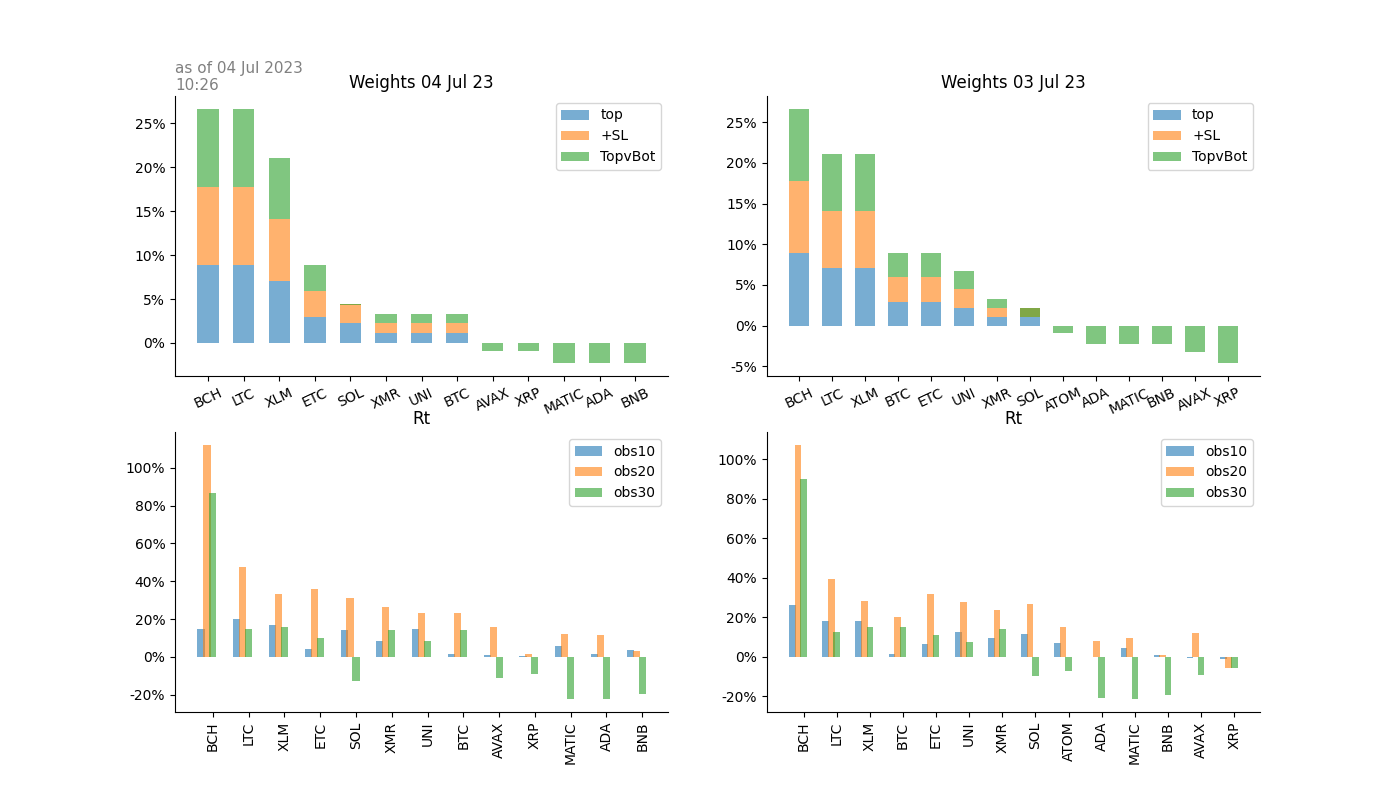 as of 04 Jul 2023
10:26
Weights 04 Jul 23
25%
20%
15%
10%
5%
0%
top
+SL
TopvBot
BCH LTC XLM ETC SOL XMR UNI BTC AVAX XRP MATIC ADA BNB
Weights 03 Jul 23
25%
20%
15%
10%
5%
0%
-5%
top
+SL
TopvBot
BCH LTC XLM BTC ETC UNI XMR SOL ATOM ADA MATIC BNB AVAX XRP
Rt
100%
80%
60%
40%
20%
0%
-20%
obs10
obs20
obs30
BCH LTC XLM ETC SOL XMR UNI BTC AVAX XRP MATIC ADA BNB
Rt
100%
80%
60%
40%
20%
0%
-20%
obs10
obs20
obs30
BCH LTC XLM BTC ETC UNI XMR SOL ATOM ADA MATIC BNB AVAX XRP